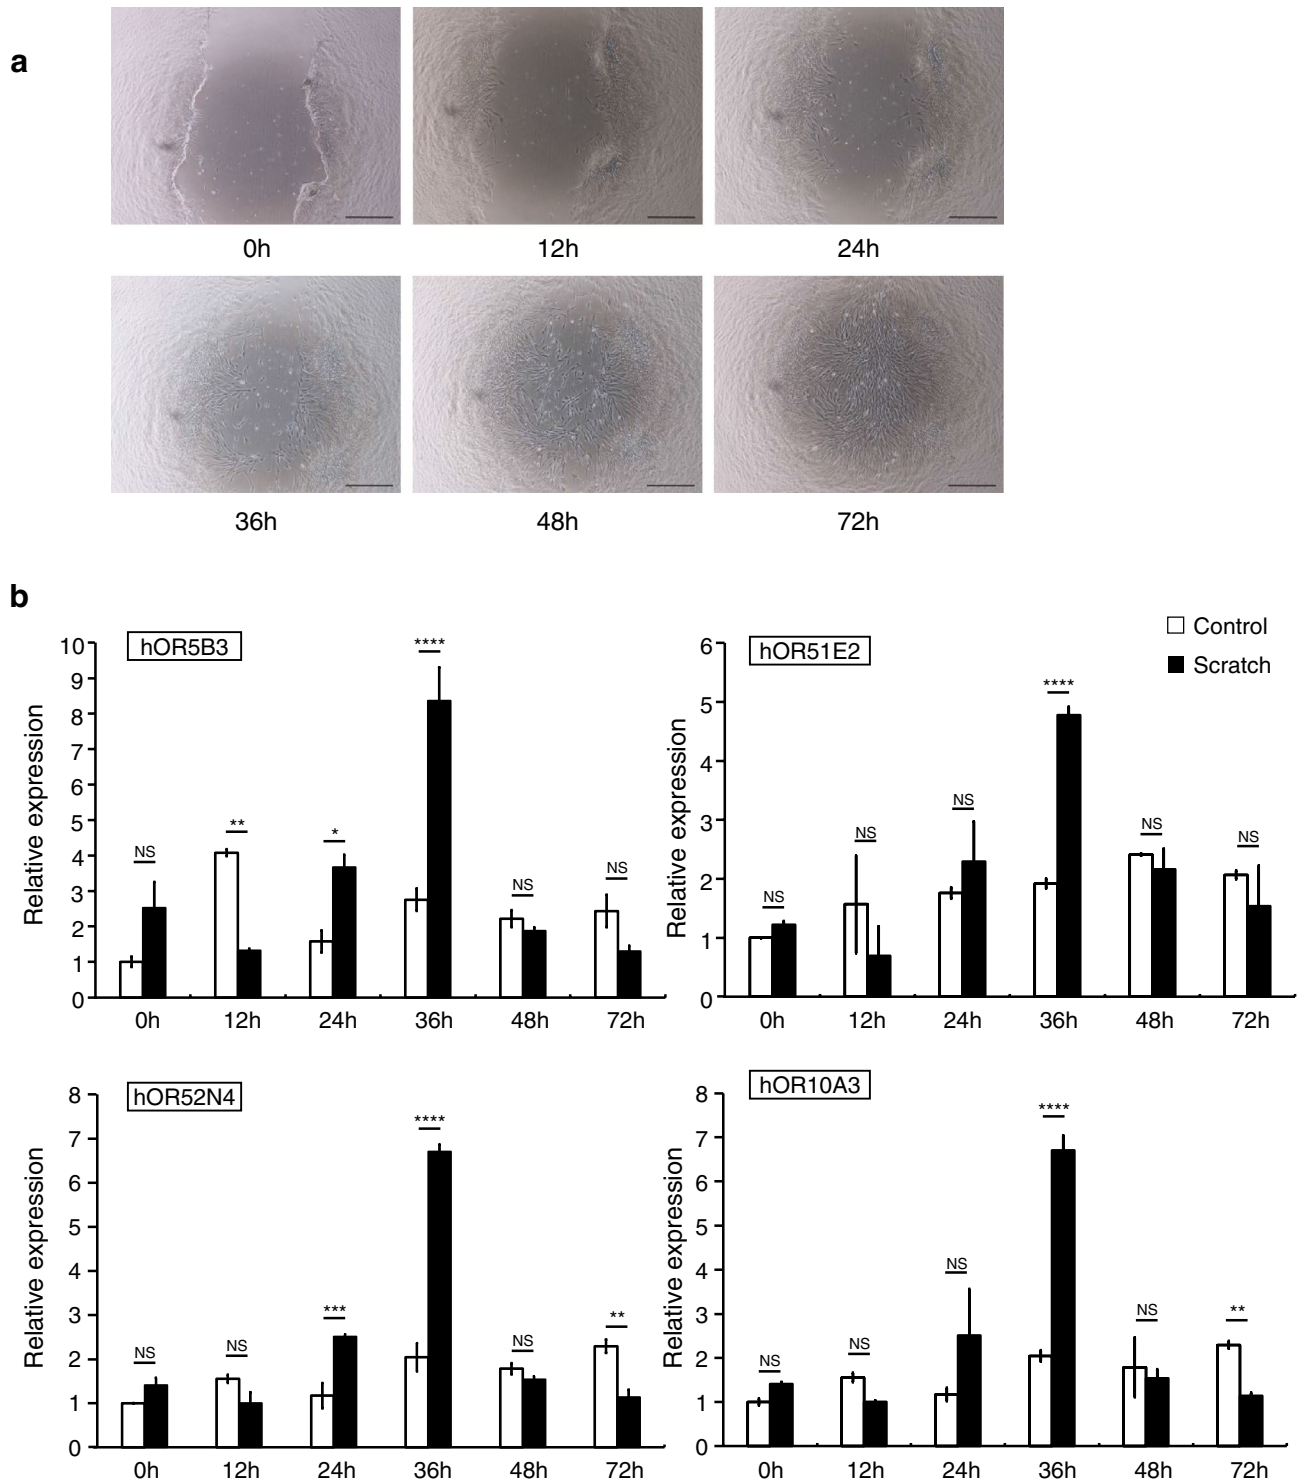 a
0h 12h 24h
36h 48h 72h
b
Control
Scratch
hOR5B3
Relative expression
10
9
8
7
6
5
4
3
2
1
0
NS ** * **** NS NS
0h 12h 24h 36h 48h 72h
hOR51E2
Relative expression
6
5
4
3
2
1
0
NS NS NS **** NS NS
0h 12h 24h 36h 48h 72h
hOR52N4
Relative expression
8
7
6
5
4
3
2
1
0
NS NS *** **** NS **
0h 12h 24h 36h 48h 72h
hOR10A3
Relative expression
8
7
6
5
4
3
2
1
0
NS NS NS **** NS **
0h 12h 24h 36h 48h 72h